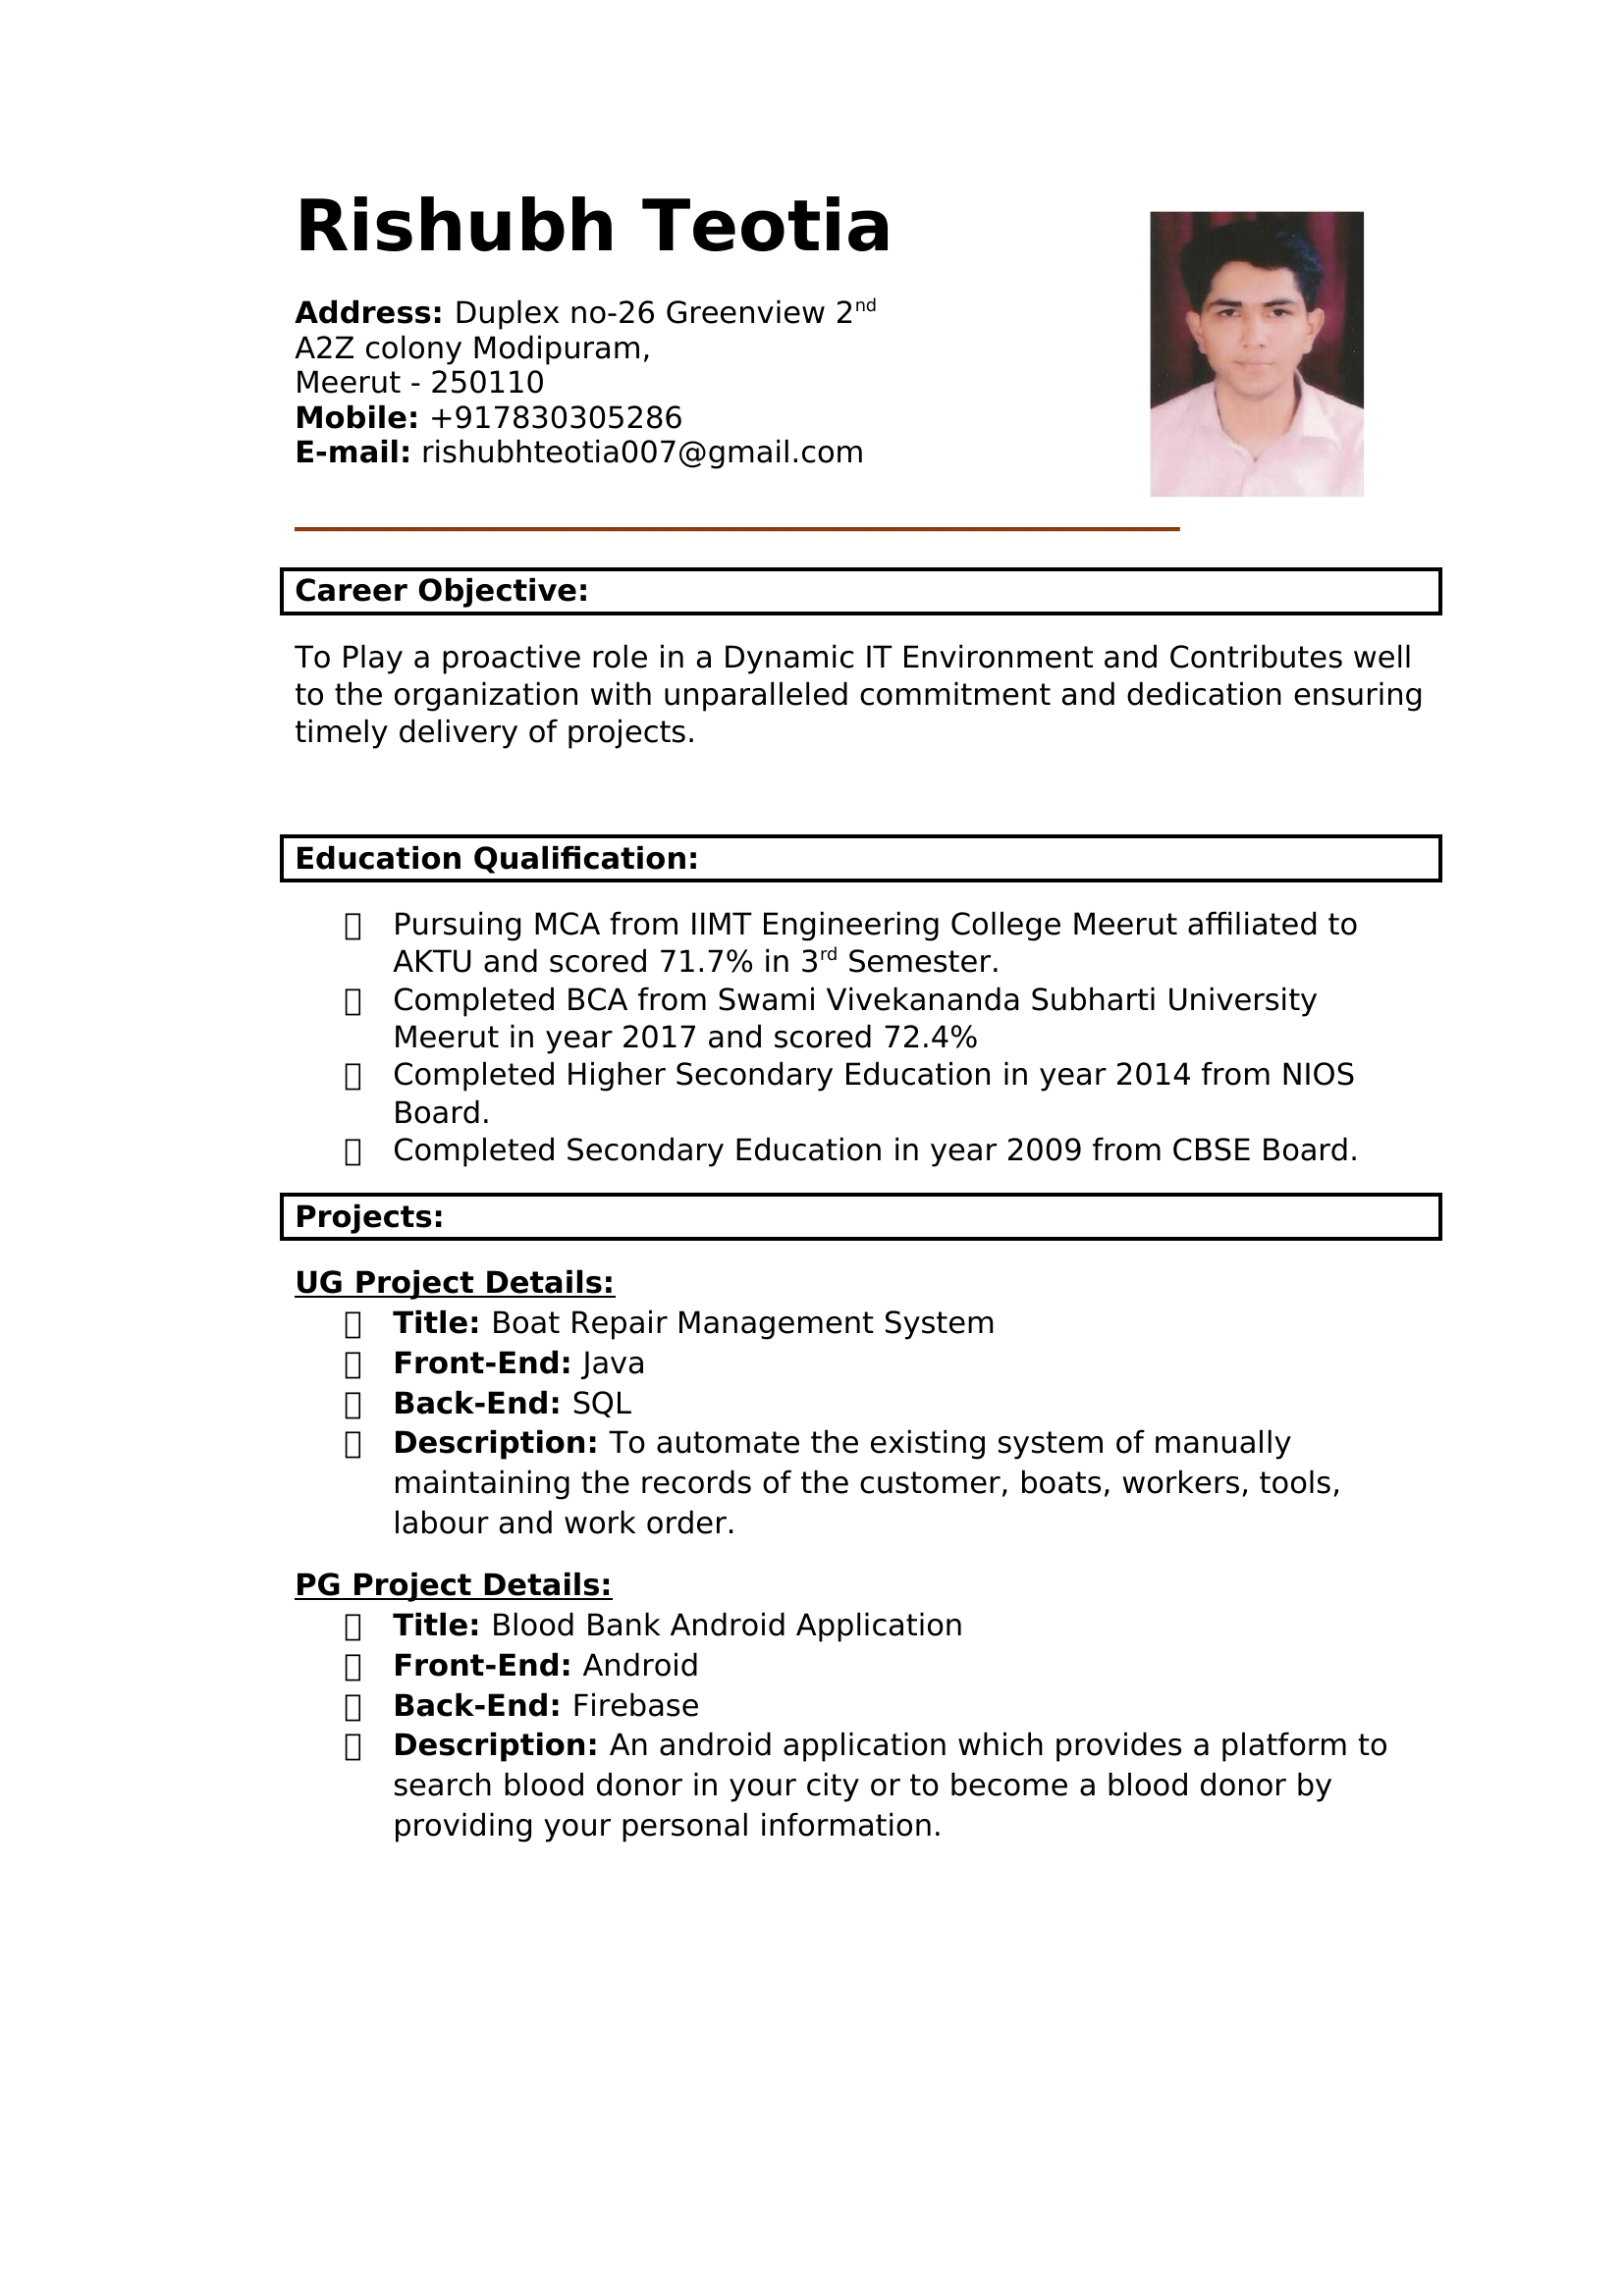 Rishubh Teotia
Address: Duplex no-26 Greenview 2nd
A2Z colony Modipuram,
Meerut - 250110
Mobile: +917830305286
E-mail: rishubhteotia007@gmail.com
Career Objective:
To Play a proactive role in a Dynamic IT Environment and Contributes well
to the organization with unparalleled commitment and dedication ensuring
timely delivery of projects.
Education Qualification:
Pursuing MCA from IIMT Engineering College Meerut affiliated to
AKTU and scored 71.7% in 3rd Semester.
Completed BCA from Swami Vivekananda Subharti University
Meerut in year 2017 and scored 72.4%
Completed Higher Secondary Education in year 2014 from NIOS
Board.
Completed Secondary Education in year 2009 from CBSE Board.
Projects:
UG Project Details:
Title: Boat Repair Management System
Front-End: Java
Back-End: SQL
Description: To automate the existing system of manually
maintaining the records of the customer, boats, workers, tools,
labour and work order.
PG Project Details:
Title: Blood Bank Android Application
Front-End: Android
Back-End: Firebase
Description: An android application which provides a platform to
search blood donor in your city or to become a blood donor by
providing your personal information.